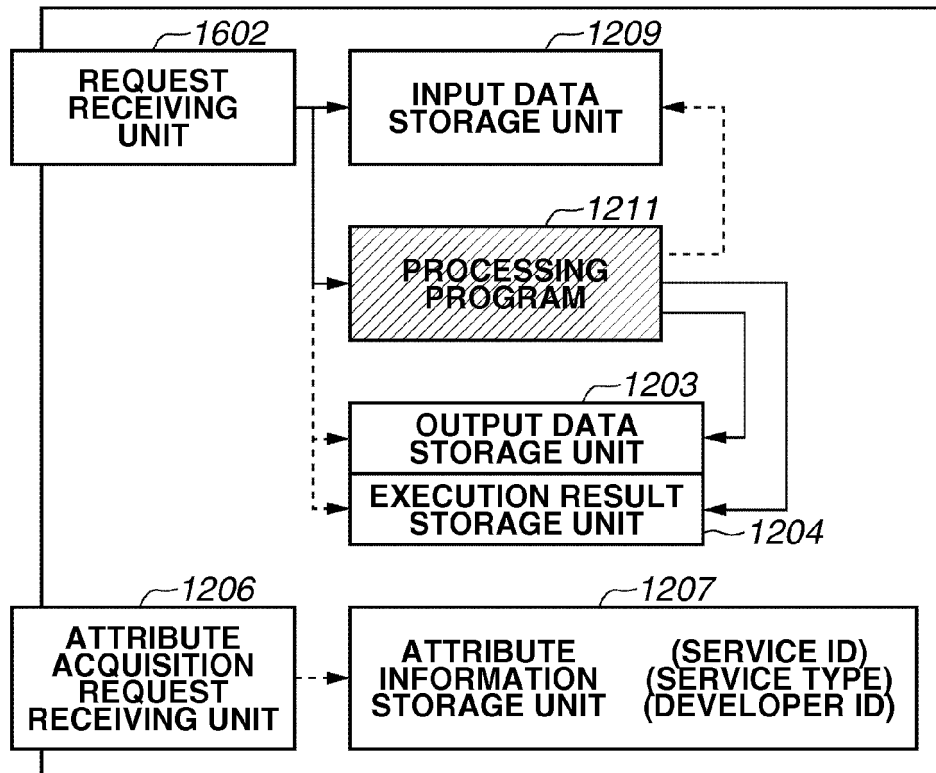 1602
REQUEST
RECEIVING
UNIT
1209
INPUT DATA
STORAGE UNIT
1211
PROCESSING
PROGRAM
1203
OUTPUT DATA
STORAGE UNIT
EXECUTION RESULT
STORAGE UNIT
1204
1206
ATTRIBUTE
ACQUISITION
REQUEST
RECEIVING UNIT
1207
ATTRIBUTE
INFORMATION
STORAGE UNIT
(SERVICE ID)
(SERVICE TYPE)
(DEVELOPER ID)